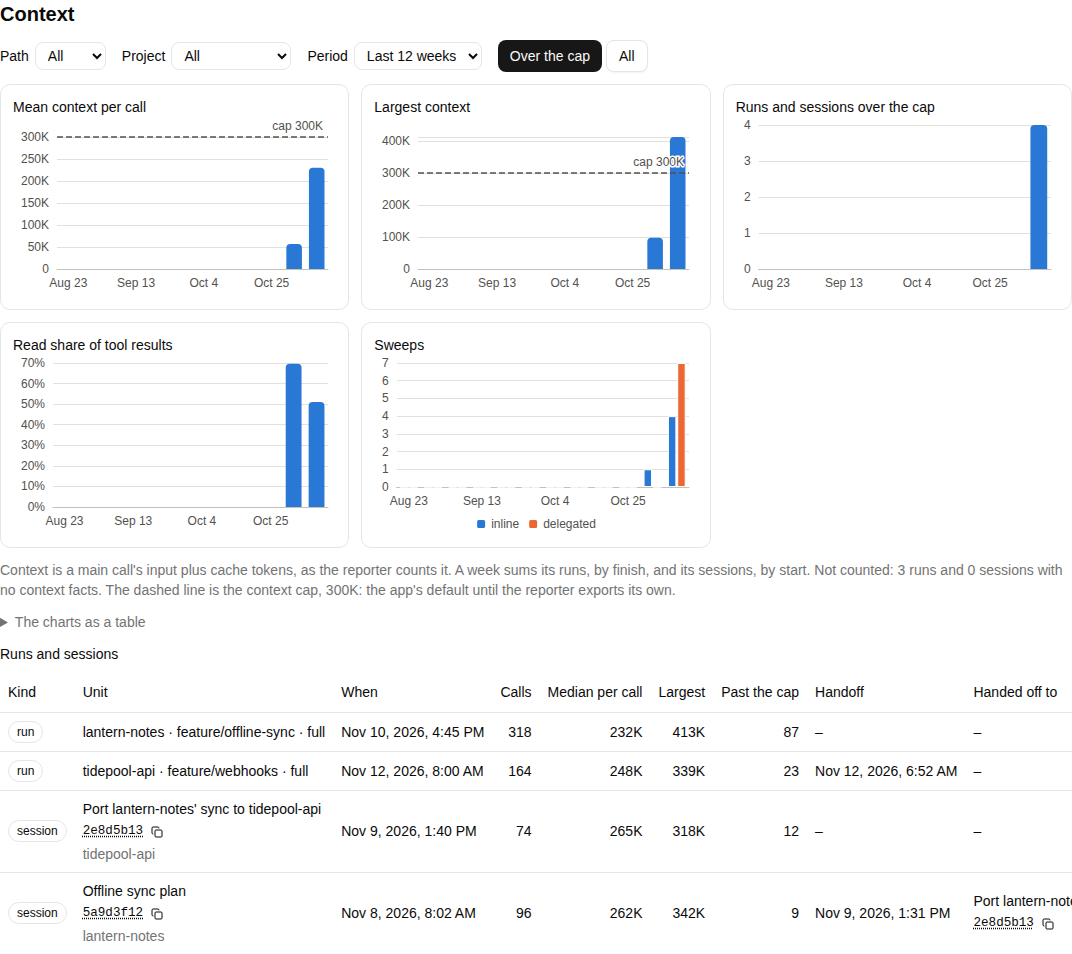 Context
Path All Project All Period Last 12 weeks Over the cap All
Mean context per call
cap 300K
300K
250K
200K
150K
100K
50K
0
Aug 23 Sep 13 Oct 4 Oct 25
Largest context
400K
cap 300K
300K
200K
100K
0
Aug 23 Sep 13 Oct 4 Oct 25
Runs and sessions over the cap
4
3
2
1
0
Aug 23 Sep 13 Oct 4 Oct 25
Read share of tool results
70%
60%
50%
40%
30%
20%
10%
0%
Aug 23 Sep 13 Oct 4 Oct 25
Sweeps
7
6
5
4
3
2
1
0
Aug 23 Sep 13 Oct 4 Oct 25
inline delegated
Context is a main call's input plus cache tokens, as the reporter counts it. A week sums its runs, by finish, and its sessions, by start. Not counted: 3 runs and 0 sessions with
no context facts. The dashed line is the context cap, 300K: the app's default until the reporter exports its own.
The charts as a table
Runs and sessions
Kind Unit When Calls Median per call Largest Past the cap Handoff Handed off to
run lantern-notes · feature/offline-sync · full Nov 10, 2026, 4:45 PM 318 232K 413K 87 – –
run tidepool-api · feature/webhooks · full Nov 12, 2026, 8:00 AM 164 248K 339K 23 Nov 12, 2026, 6:52 AM –
Port lantern-notes' sync to tidepool-api
session 2e8d5b13 Nov 9, 2026, 1:40 PM 74 265K 318K 12 – –
tidepool-api
Offline sync plan
Port lantern-note
session 5a9d3f12 Nov 8, 2026, 8:02 AM 96 262K 342K 9 Nov 9, 2026, 1:31 PM
2e8d5b13
lantern-notes